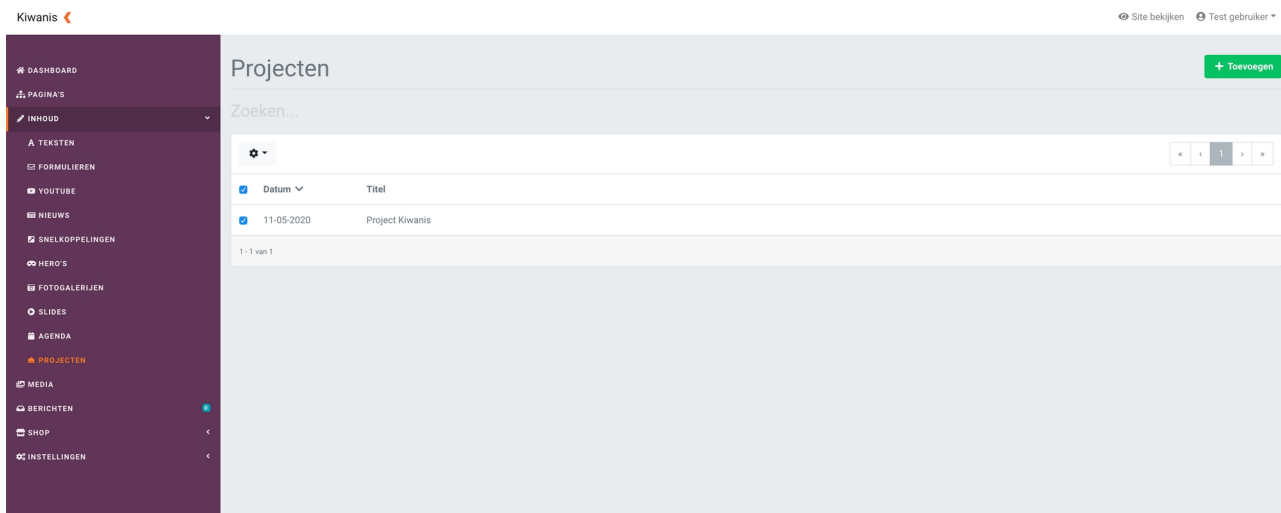 Kiwanis
Site bekijken Test gebruiker
DASHBOARD
PAGINA'S
INHOUD
TEKSTEN
FORMULIEREN
YOUTUBE
NIEUWS
SNELKOPPELINGEN
HERO'S
FOTOGALERIJEN
SLIDES
AGENDA
PROJECTEN
MEDIA
BERICHTEN 0
SHOP
INSTELLINGEN
Projecten
+ Toevoegen
Zoeken...
« ‹ 1 › »
Datum Titel
11-05-2020 Project Kiwanis
1 - 1 van 1